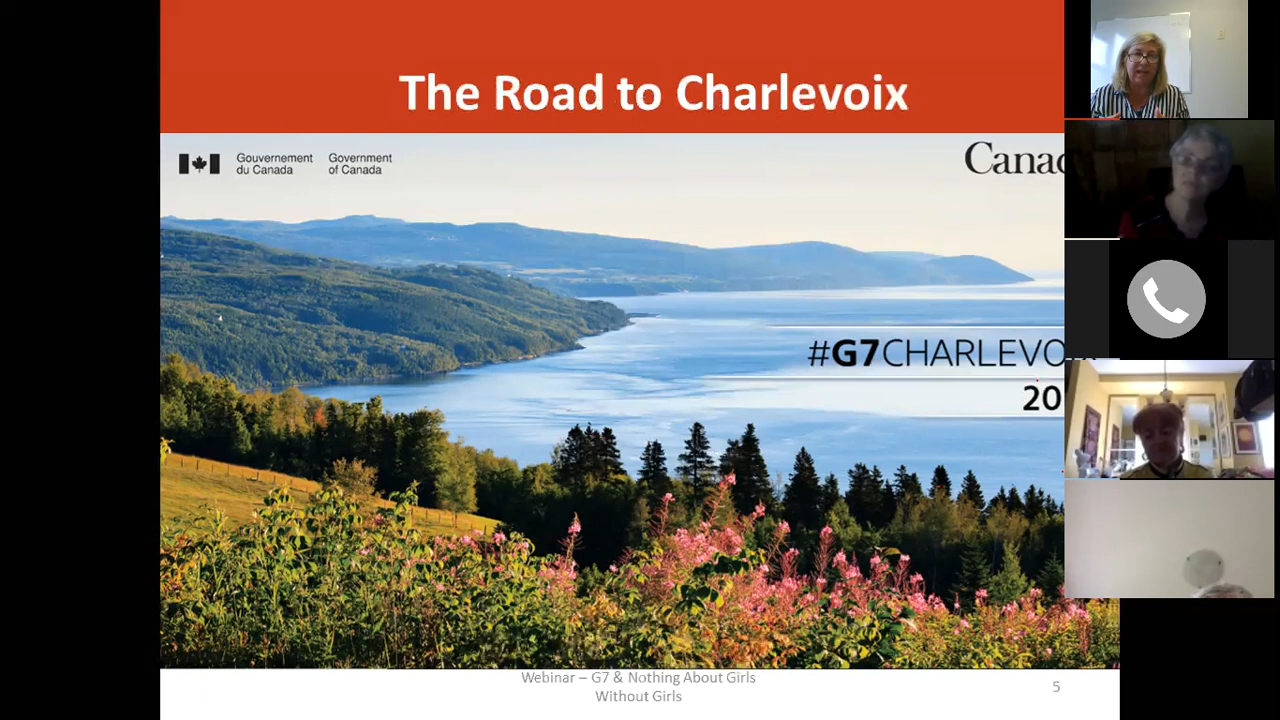 The Road to Charlevoix
Gouvernement
du Canada
Government
of Canada
Canad
#G7CHARLEVO
20
Webinar – G7 & Nothing About Girls
Without Girls
5